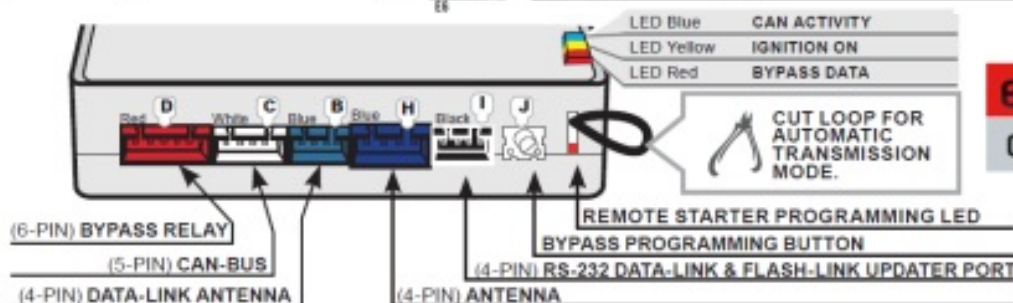 E6
LED Blue CAN ACTIVITY
LED Yellow IGNITION ON
LED Red BYPASS DATA
D C B H I J
Red White Blue Blue Black
CUT LOOP FOR
AUTOMATIC
TRANSMISSION
MODE.
REMOTE STARTER PROGRAMMING LED
(6-PIN) BYPASS RELAY
BYPASS PROGRAMMING BUTTON
(5-PIN) CAN-BUS
(4-PIN) RS-232 DATA-LINK & FLASH-LINK UPDATER PORT
(4-PIN) DATA-LINK ANTENNA
(4-PIN) ANTENNA